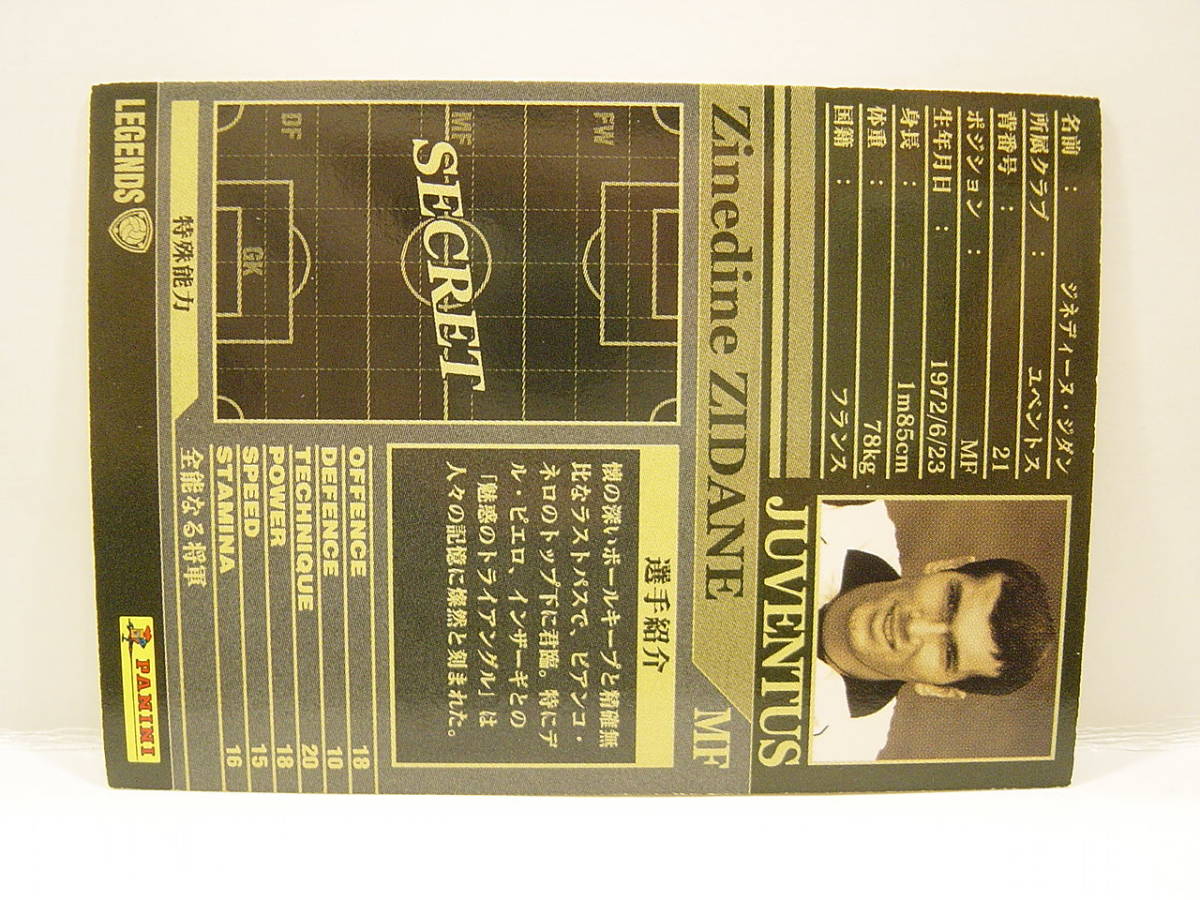 名前 : ジネディーヌ・ジダン
所属クラブ : ユベントス
背番号 : 21
ポジション : MF
生年月日 : 1972/6/23
身長 : 1m85cm
体重 : 78kg
国籍 : フランス
JUVENTUS
Zinedine ZIDANE MF
FW
MF
DF
GK
SECRET
選手紹介
懐の深いボールキープと精確無
比なラストパスで、ビアンコ・
ネロのトップ下に君臨。特にデ
ル・ピエロ、インザーギとの
「魅惑のトライアングル」は
人々の記憶に燦然と刻まれた。
OFFENCE 18
DEFENCE 10
TECHNIQUE 20
POWER 18
SPEED 15
STAMINA 16
特殊能力 全能なる将軍
LEGENDS
PANINI